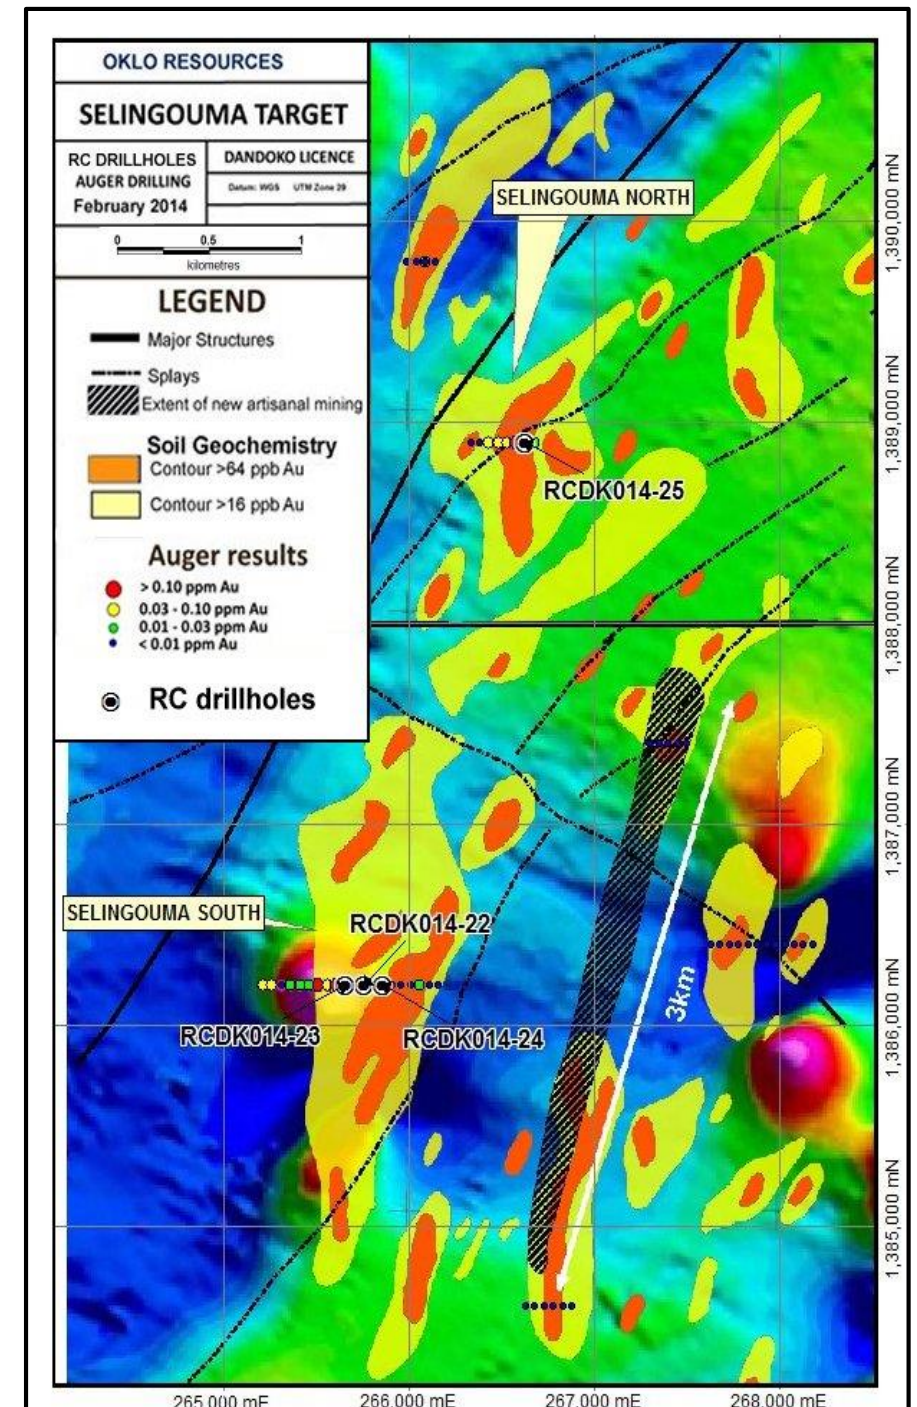 OKLO RESOURCES
SELINGOUMA TARGET
RC DRILLHOLES
AUGER DRILLING
February 2014
DANDOKO LICENCE
Datum: WGS UTM Zone 29
0 0.5 1
kilometres
LEGEND
Major Structures
Splays
Extent of new artisanal mining
Soil Geochemistry
Contour >64 ppb Au
Contour >16 ppb Au
Auger results
> 0.10 ppm Au
0.03 - 0.10 ppm Au
0.01 - 0.03 ppm Au
< 0.01 ppm Au
RC drillholes
SELINGOUMA NORTH
RCDK014-25
SELINGOUMA SOUTH
RCDK014-22
RCDK014-23
RCDK014-24
3km
1,390,000 mN
1,389,000 mN
1,388,000 mN
1,387,000 mN
1,386,000 mN
1,385,000 mN
265,000 mE
266,000 mE
267,000 mE
268,000 mE